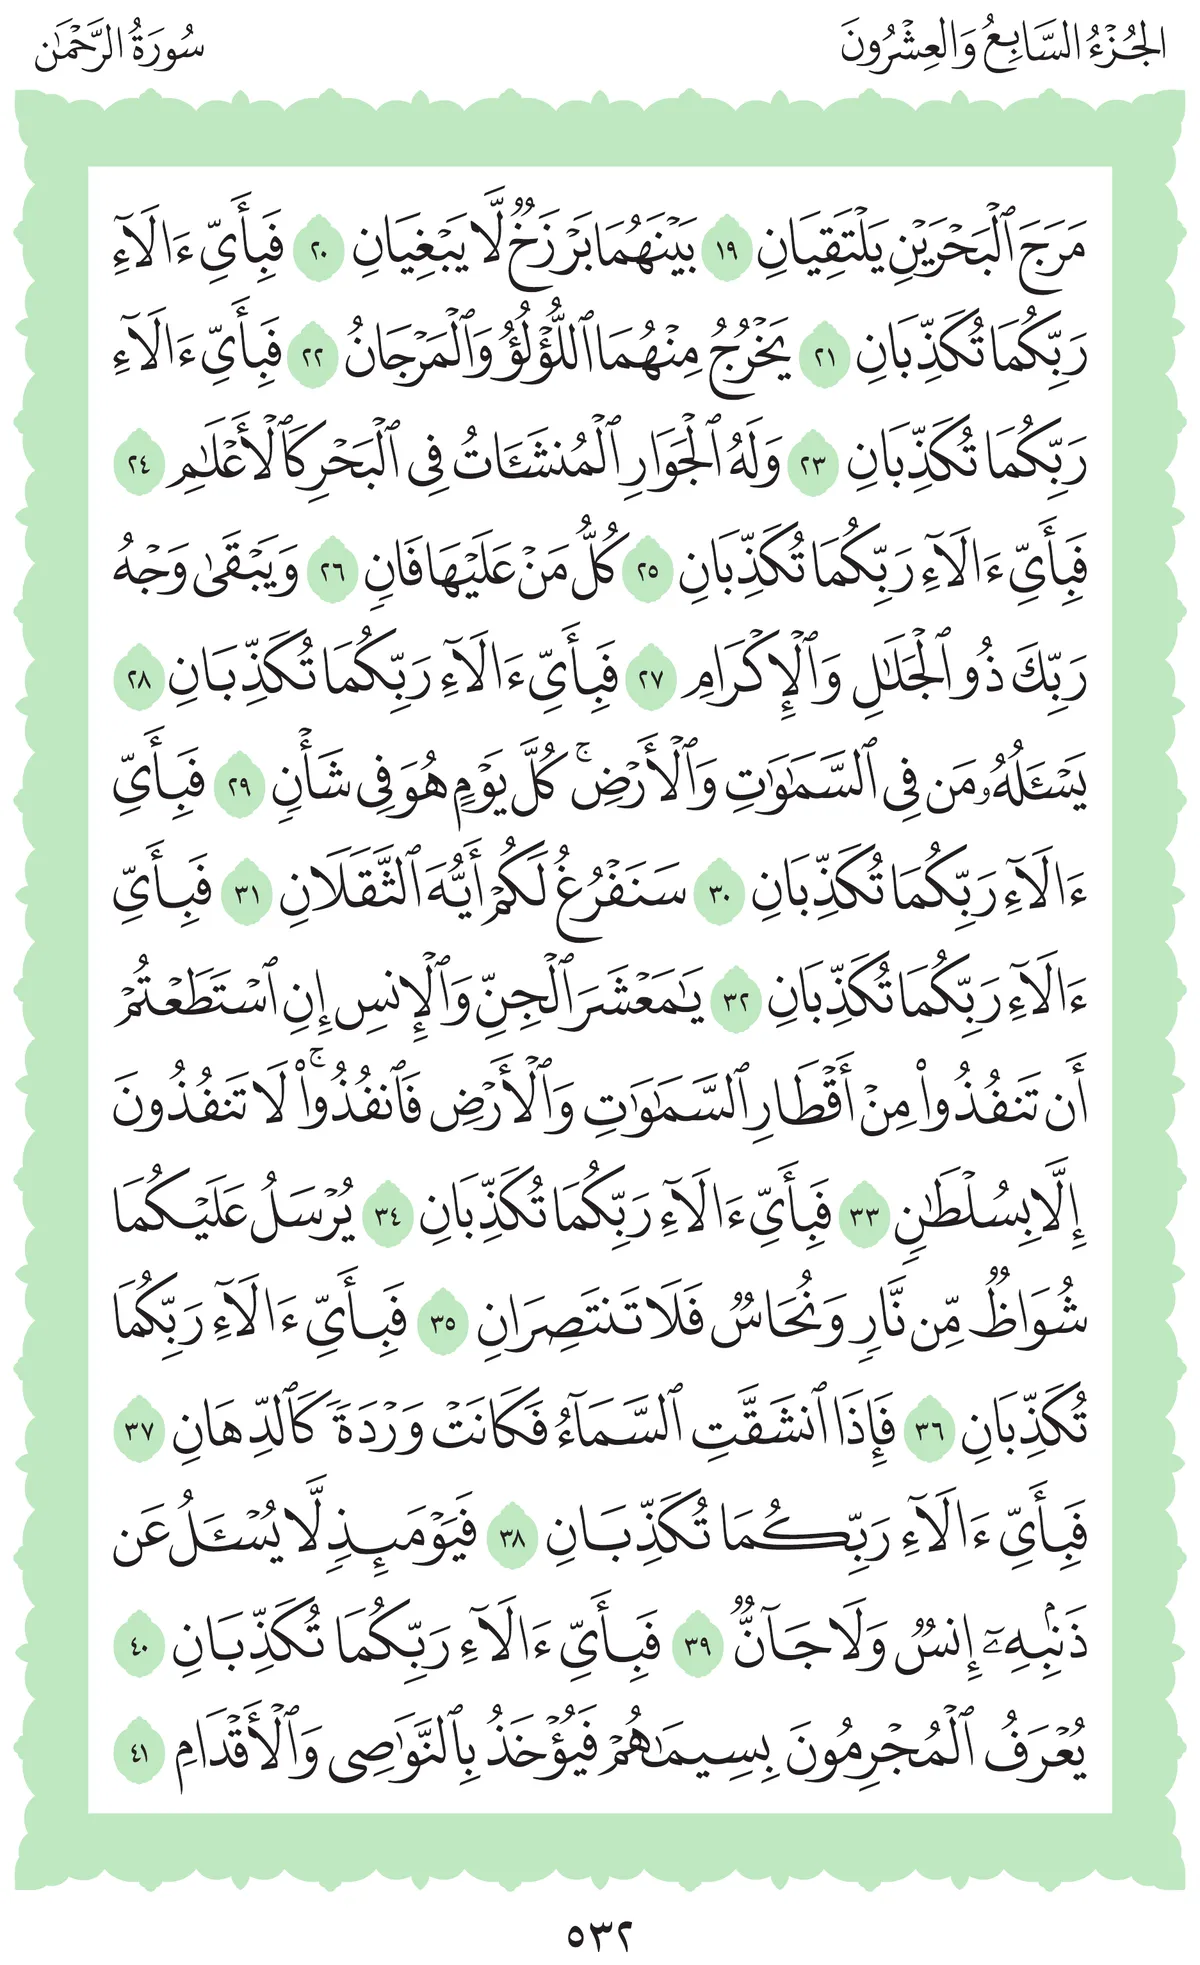 الجُزْءُ السَّابِعُ وَالعِشْرُونَ
سُورَةُ الرَّحْمَٰن
مَرَجَ ٱلْبَحْرَيْنِ يَلْتَقِيَانِ ١٩ بَيْنَهُمَا بَرْزَخٌ لَّا يَبْغِيَانِ ٢٠ فَبِأَيِّ ءَالَآءِ
رَبِّكُمَا تُكَذِّبَانِ ٢١ يَخْرُجُ مِنْهُمَا ٱللُّؤْلُؤُ وَٱلْمَرْجَانُ ٢٢ فَبِأَيِّ ءَالَآءِ
رَبِّكُمَا تُكَذِّبَانِ ٢٣ وَلَهُ ٱلْجَوَارِ ٱلْمُنشَـَٔاتُ فِى ٱلْبَحْرِ كَٱلْأَعْلَٰمِ ٢٤
فَبِأَيِّ ءَالَآءِ رَبِّكُمَا تُكَذِّبَانِ ٢٥ كُلُّ مَنْ عَلَيْهَا فَانٍ ٢٦ وَيَبْقَىٰ وَجْهُ
رَبِّكَ ذُو ٱلْجَلَٰلِ وَٱلْإِكْرَامِ ٢٧ فَبِأَيِّ ءَالَآءِ رَبِّكُمَا تُكَذِّبَانِ ٢٨
يَسْـَٔلُهُۥ مَن فِى ٱلسَّمَٰوَٰتِ وَٱلْأَرْضِ ۚ كُلَّ يَوْمٍ هُوَ فِى شَأْنٍ ٢٩ فَبِأَيِّ
ءَالَآءِ رَبِّكُمَا تُكَذِّبَانِ ٣٠ سَنَفْرُغُ لَكُمْ أَيُّهَ ٱلثَّقَلَانِ ٣١ فَبِأَيِّ
ءَالَآءِ رَبِّكُمَا تُكَذِّبَانِ ٣٢ يَٰمَعْشَرَ ٱلْجِنِّ وَٱلْإِنسِ إِنِ ٱسْتَطَعْتُمْ
أَن تَنفُذُوا۟ مِنْ أَقْطَارِ ٱلسَّمَٰوَٰتِ وَٱلْأَرْضِ فَٱنفُذُوا۟ ۚ لَا تَنفُذُونَ
إِلَّا بِسُلْطَٰنٍ ٣٣ فَبِأَيِّ ءَالَآءِ رَبِّكُمَا تُكَذِّبَانِ ٣٤ يُرْسَلُ عَلَيْكُمَا
شُوَاظٌ مِّن نَّارٍ وَنُحَاسٌ فَلَا تَنتَصِرَانِ ٣٥ فَبِأَيِّ ءَالَآءِ رَبِّكُمَا
تُكَذِّبَانِ ٣٦ فَإِذَا ٱنشَقَّتِ ٱلسَّمَآءُ فَكَانَتْ وَرْدَةً كَٱلدِّهَانِ ٣٧
فَبِأَيِّ ءَالَآءِ رَبِّكُمَا تُكَذِّبَانِ ٣٨ فَيَوْمَئِذٍ لَّا يُسْـَٔلُ عَن
ذَنۢبِهِۦٓ إِنسٌ وَلَا جَآنٌّ ٣٩ فَبِأَيِّ ءَالَآءِ رَبِّكُمَا تُكَذِّبَانِ ٤٠
يُعْرَفُ ٱلْمُجْرِمُونَ بِسِيمَٰهُمْ فَيُؤْخَذُ بِٱلنَّوَٰصِى وَٱلْأَقْدَامِ ٤١
٥٣٢